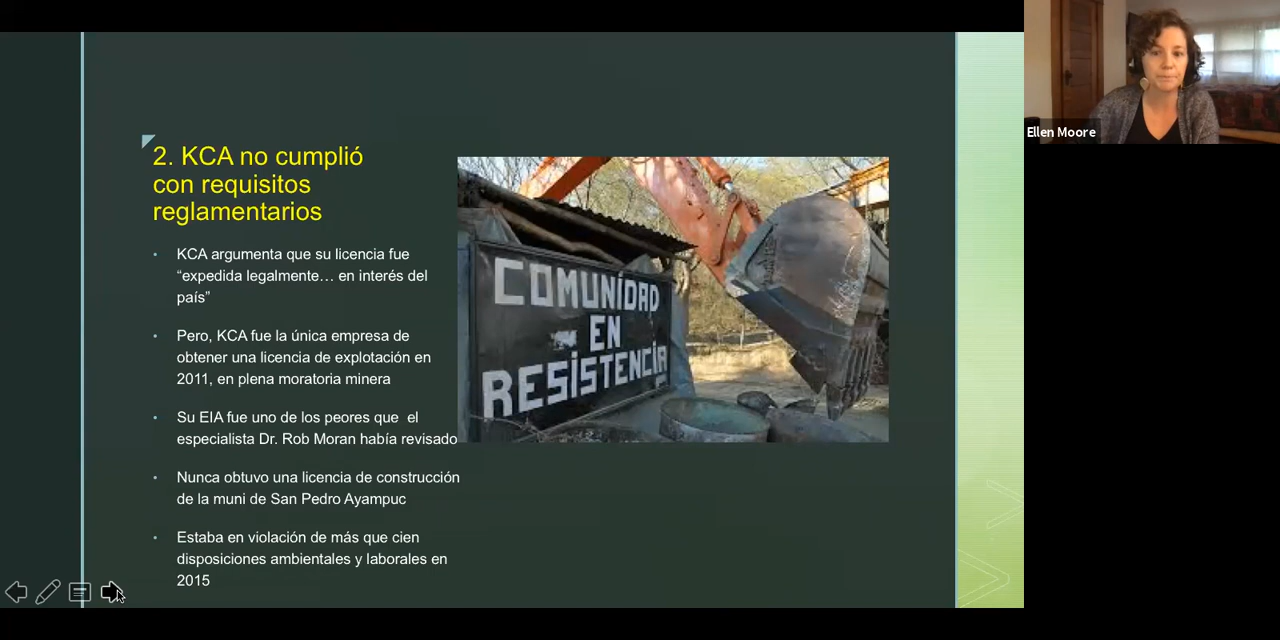 2. KCA no cumplió
con requisitos
reglamentarios
• KCA argumenta que su licencia fue
“expedida legalmente… en interés del
país”
• Pero, KCA fue la única empresa de
obtener una licencia de explotación en
2011, en plena moratoria minera
• Su EIA fue uno de los peores que el
especialista Dr. Rob Moran había revisado
• Nunca obtuvo una licencia de construcción
de la muni de San Pedro Ayampuc
• Estaba en violación de más que cien
disposiciones ambientales y laborales en
2015
COMUNIDAD
EN
RESISTENCIA
Ellen Moore